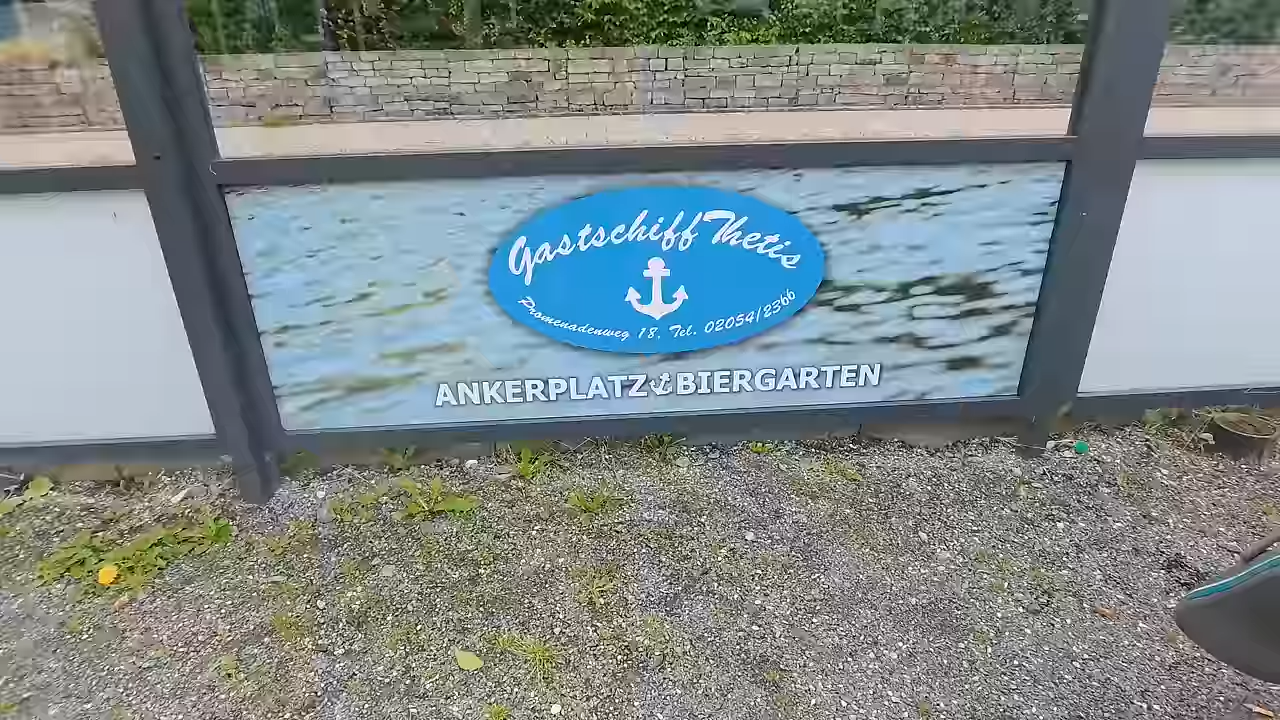 Gastschiff Thetis
Promenadenweg 18, Tel. 02054/2366
ANKERPLATZ BIERGARTEN